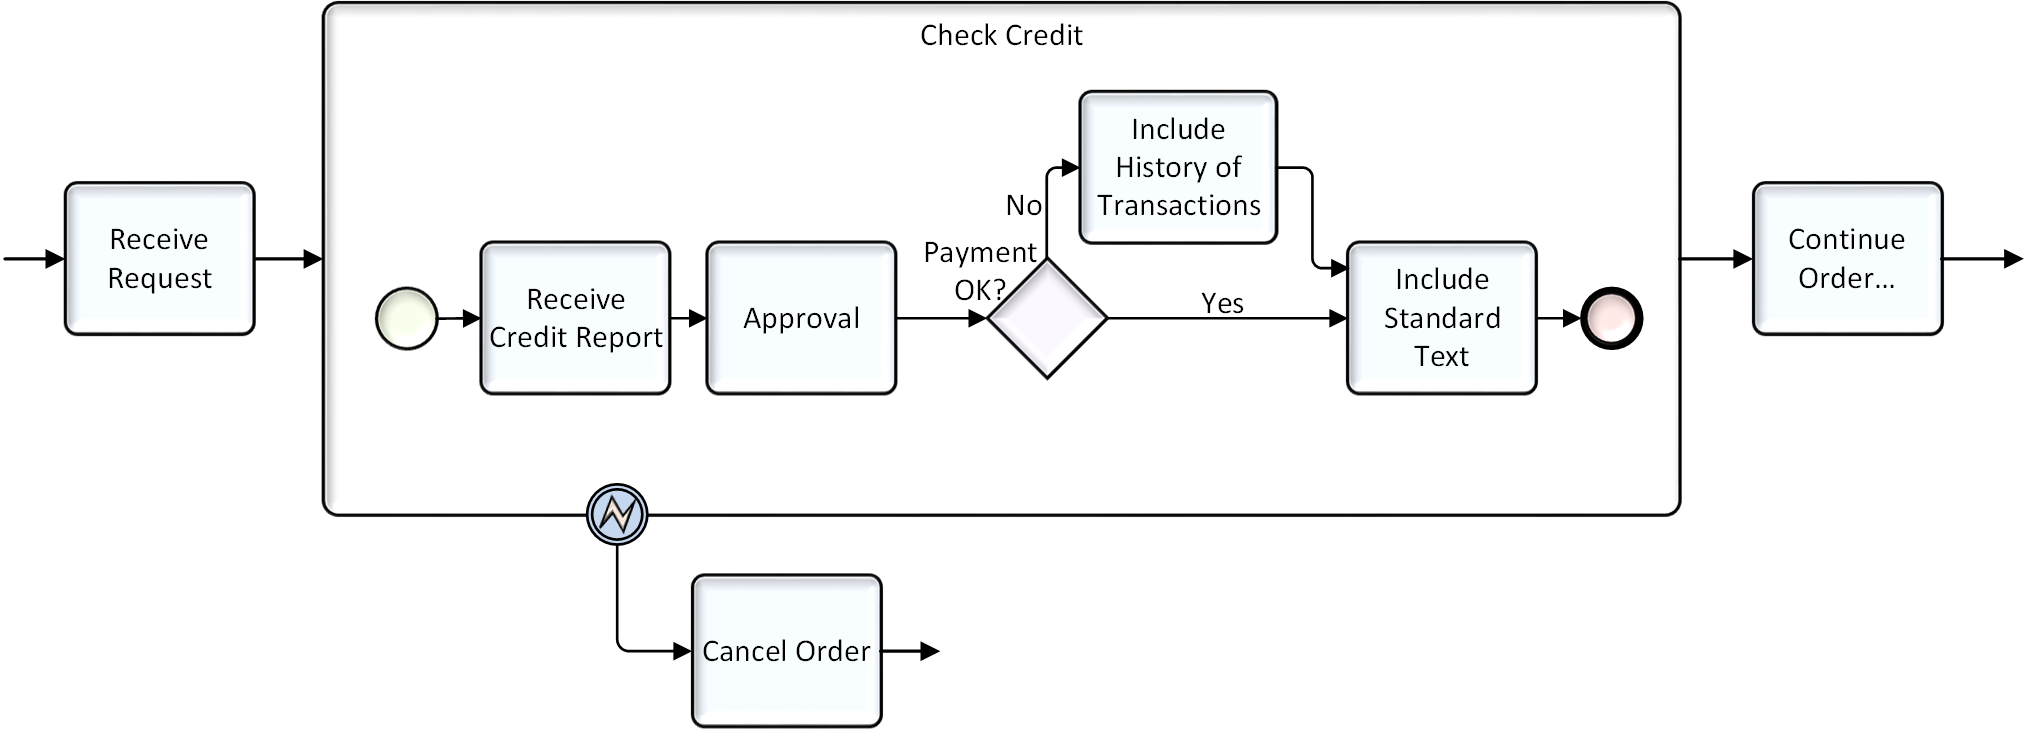 Check Credit
Receive
Request
Receive
Credit Report
Approval
Payment
OK?
No
Include
History of
Transactions
Yes
Include
Standard
Text
Continue
Order...
Cancel Order